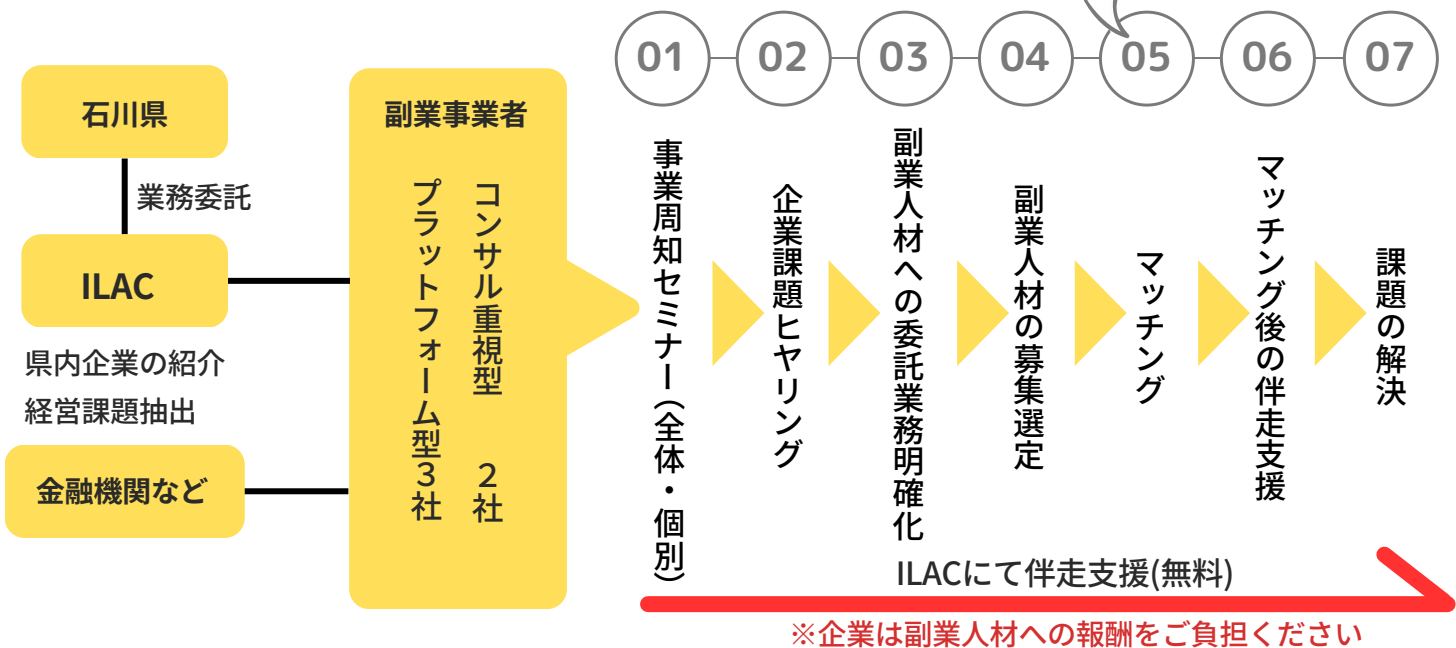 石川県
業務委託
ILAC
県内企業の紹介
経営課題抽出
金融機関など
副業事業者
コンサル重視型 2社
プラットフォーム型3社
01
02
03
04
05
06
07
事業周知セミナー(全体・個別)
企業課題ヒヤリング
副業人材への委託業務明確化
副業人材の募集選定
マッチング
マッチング後の伴走支援
課題の解決
ILACにて伴走支援(無料)
※企業は副業人材への報酬をご負担ください